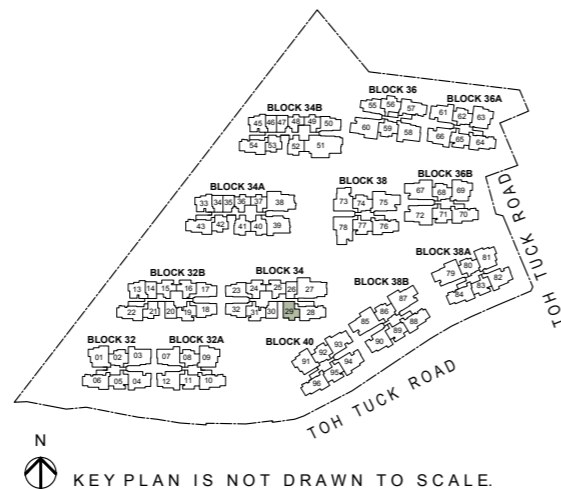 BLOCK 36
BLOCK 36A
55 56 57
60 59 58
61 62 63
66 65 64
BLOCK 34B
45 46 47 48 49 50
54 53 52 51
BLOCK 34A
33 34 35 36 37 38
43 42 41 40 39
BLOCK 38
73 74 75
78 77 76
BLOCK 36B
67 68 69
72 71 70
TOH TUCK ROAD
BLOCK 38A
79 80 81
84 83 82
BLOCK 32B
13 14 15 16 17
22 21 20 19 18
BLOCK 34
23 24 25 26 27
32 31 30 29 28
BLOCK 38B
85 86 87
90 89 88
BLOCK 32
01 02 03
06 05 04
BLOCK 32A
07 08 09
12 11 10
BLOCK 40
91 92 93
96 95 94
TOH TUCK ROAD
N
KEY PLAN IS NOT DRAWN TO SCALE.